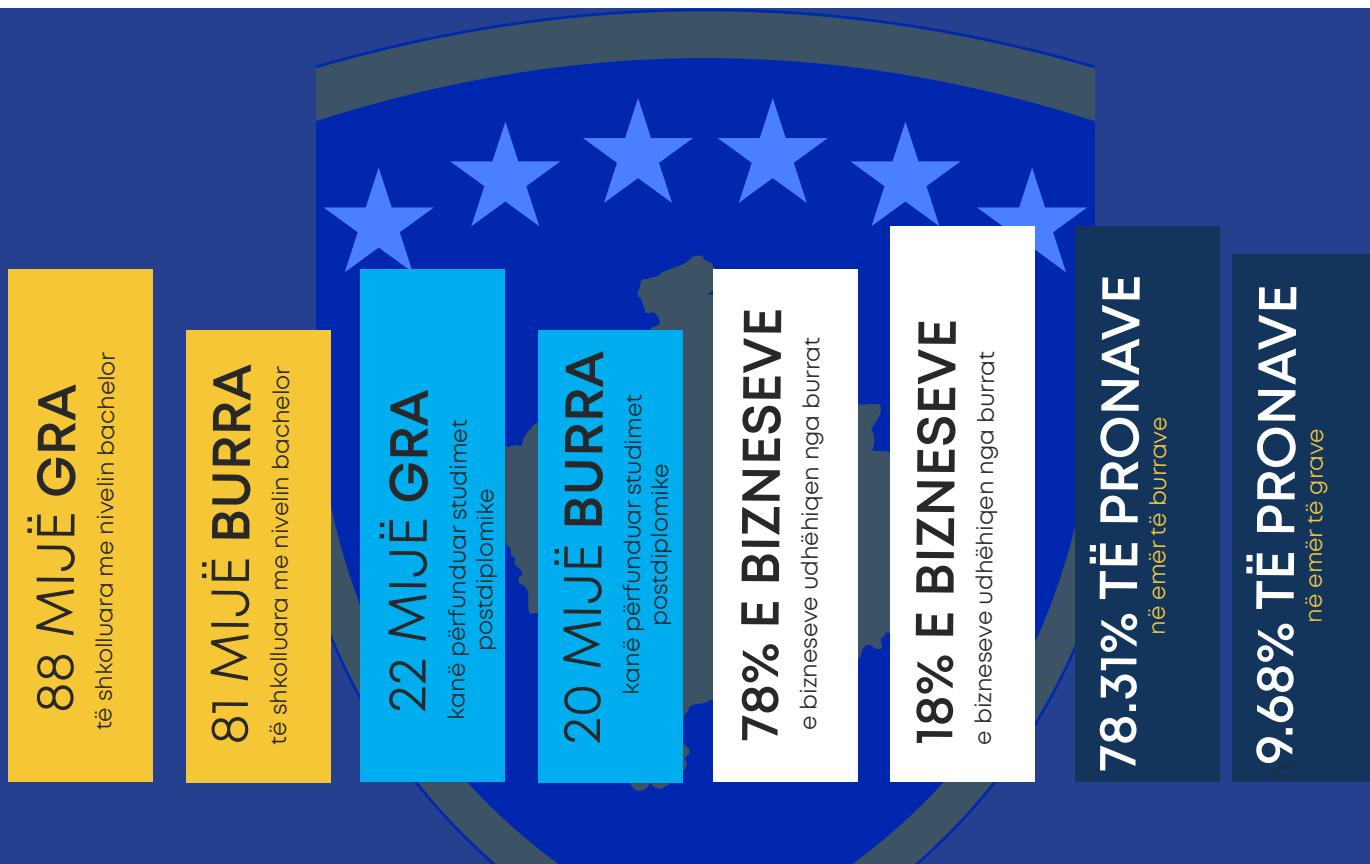 88 MIJË GRA
të shkolluara me nivelin bachelor
81 MIJË BURRA
të shkolluara me nivelin bachelor
22 MIJË GRA
kanë përfunduar studimet
postdiplomike
20 MIJË BURRA
kanë përfunduar studimet
postdiplomike
78% E BIZNESEVE
e bizneseve udhëhiqen nga burrat
18% E BIZNESEVE
e bizneseve udhëhiqen nga burrat
78.31% TË PRONAVE
në emër të burrave
19.68% TË PRONAVE
në emër të grave